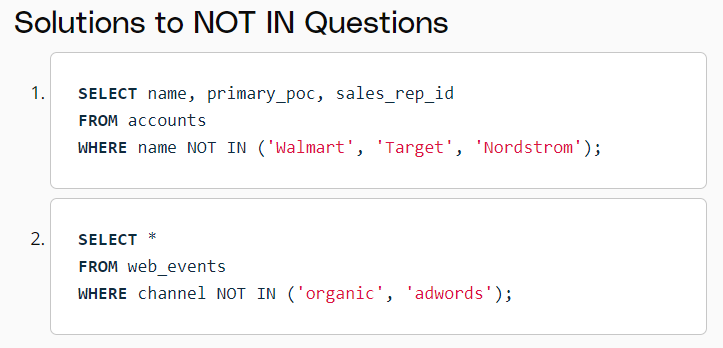 Solutions to NOT IN Questions
1.
SELECT name, primary_poc, sales_rep_id
FROM accounts
WHERE name NOT IN ('Walmart', 'Target', 'Nordstrom');
2.
SELECT *
FROM web_events
WHERE channel NOT IN ('organic', 'adwords');